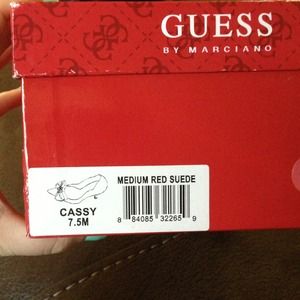 GUESS
BY MARCIANO
MEDIUM RED SUEDE
CASSY
7.5M
8 84085 32265 9